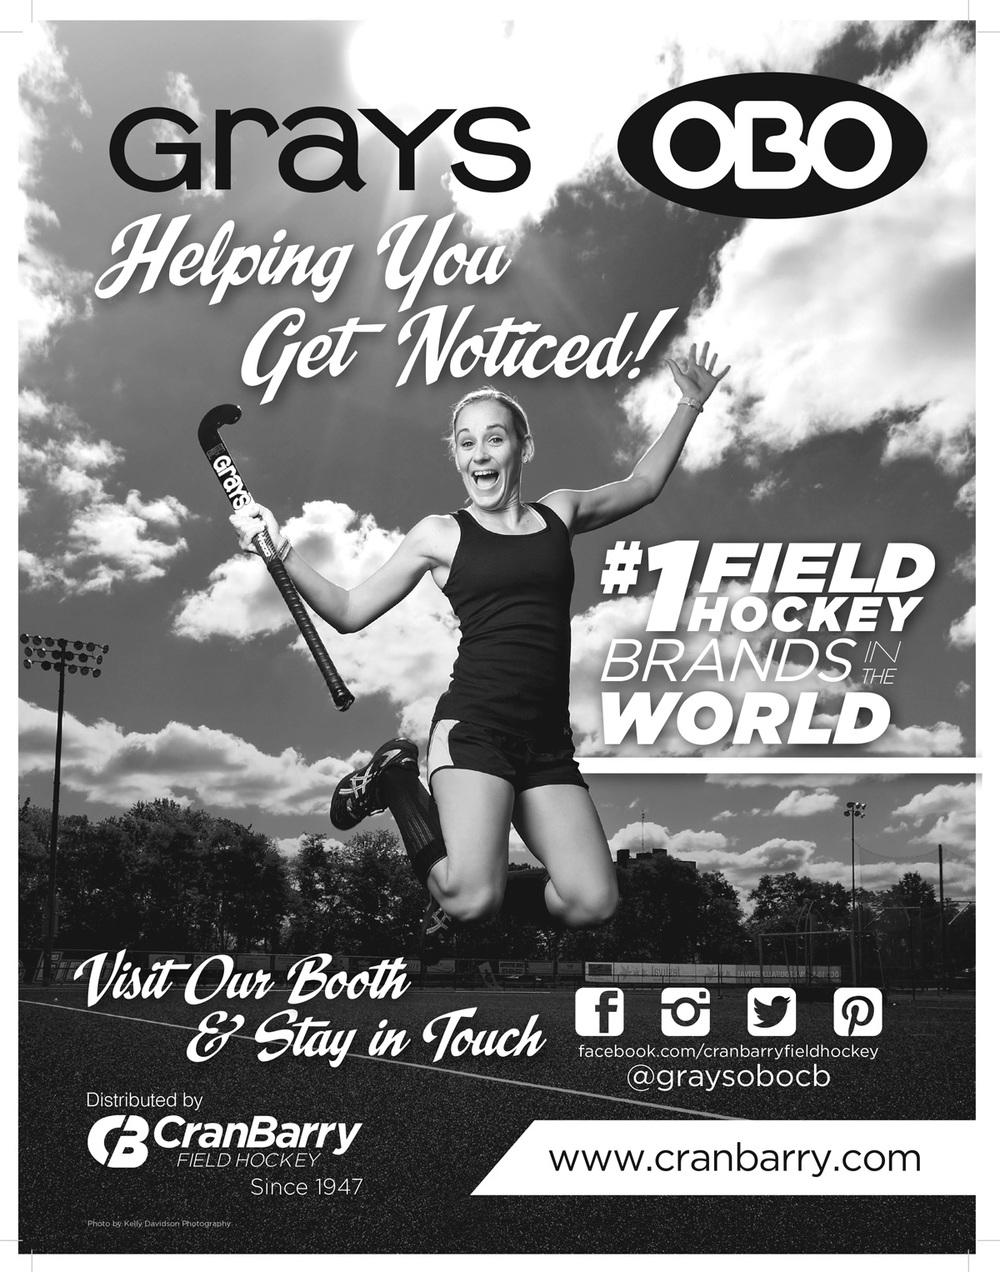 Grays
OBO
Helping You
Get Noticed!
Grays
#1 FIELD
HOCKEY
BRANDS IN
THE
WORLD
Visit Our Booth
& Stay in Touch
facebook.com/cranbarryfieldhockey
@graysobocb
Distributed by
CB CranBarry
FIELD HOCKEY
Since 1947
www.cranbarry.com
Photo by Kelly Davidson Photography